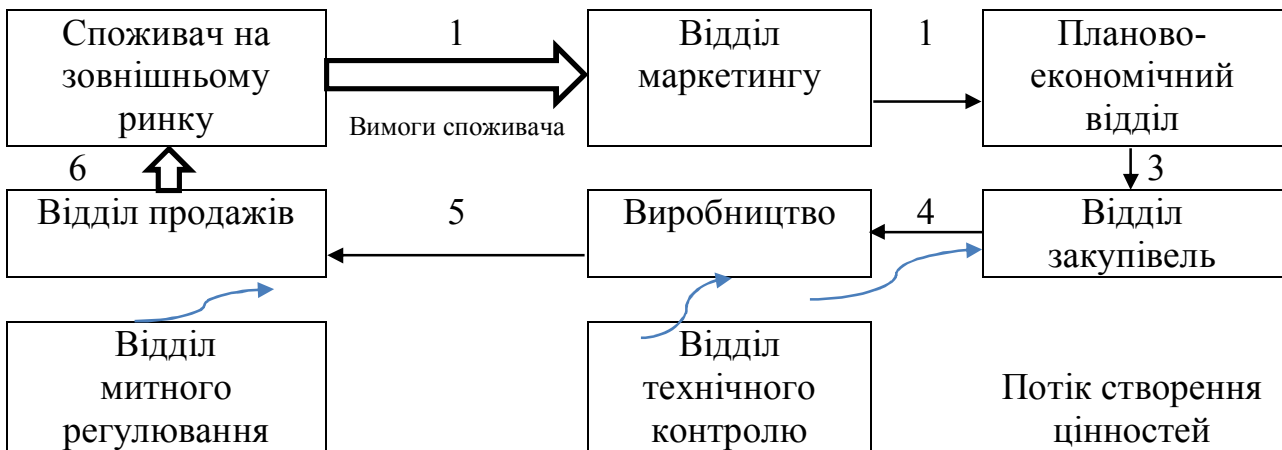 Споживач на
зовнішньому
ринку
1
Вимоги споживача
Відділ
маркетингу
1
Планово-
економічний
відділ
6
3
Відділ продажів
5
Виробництво
4
Відділ
закупівель
Відділ
митного
регулювання
Відділ
технічного
контролю
Потік створення
цінностей